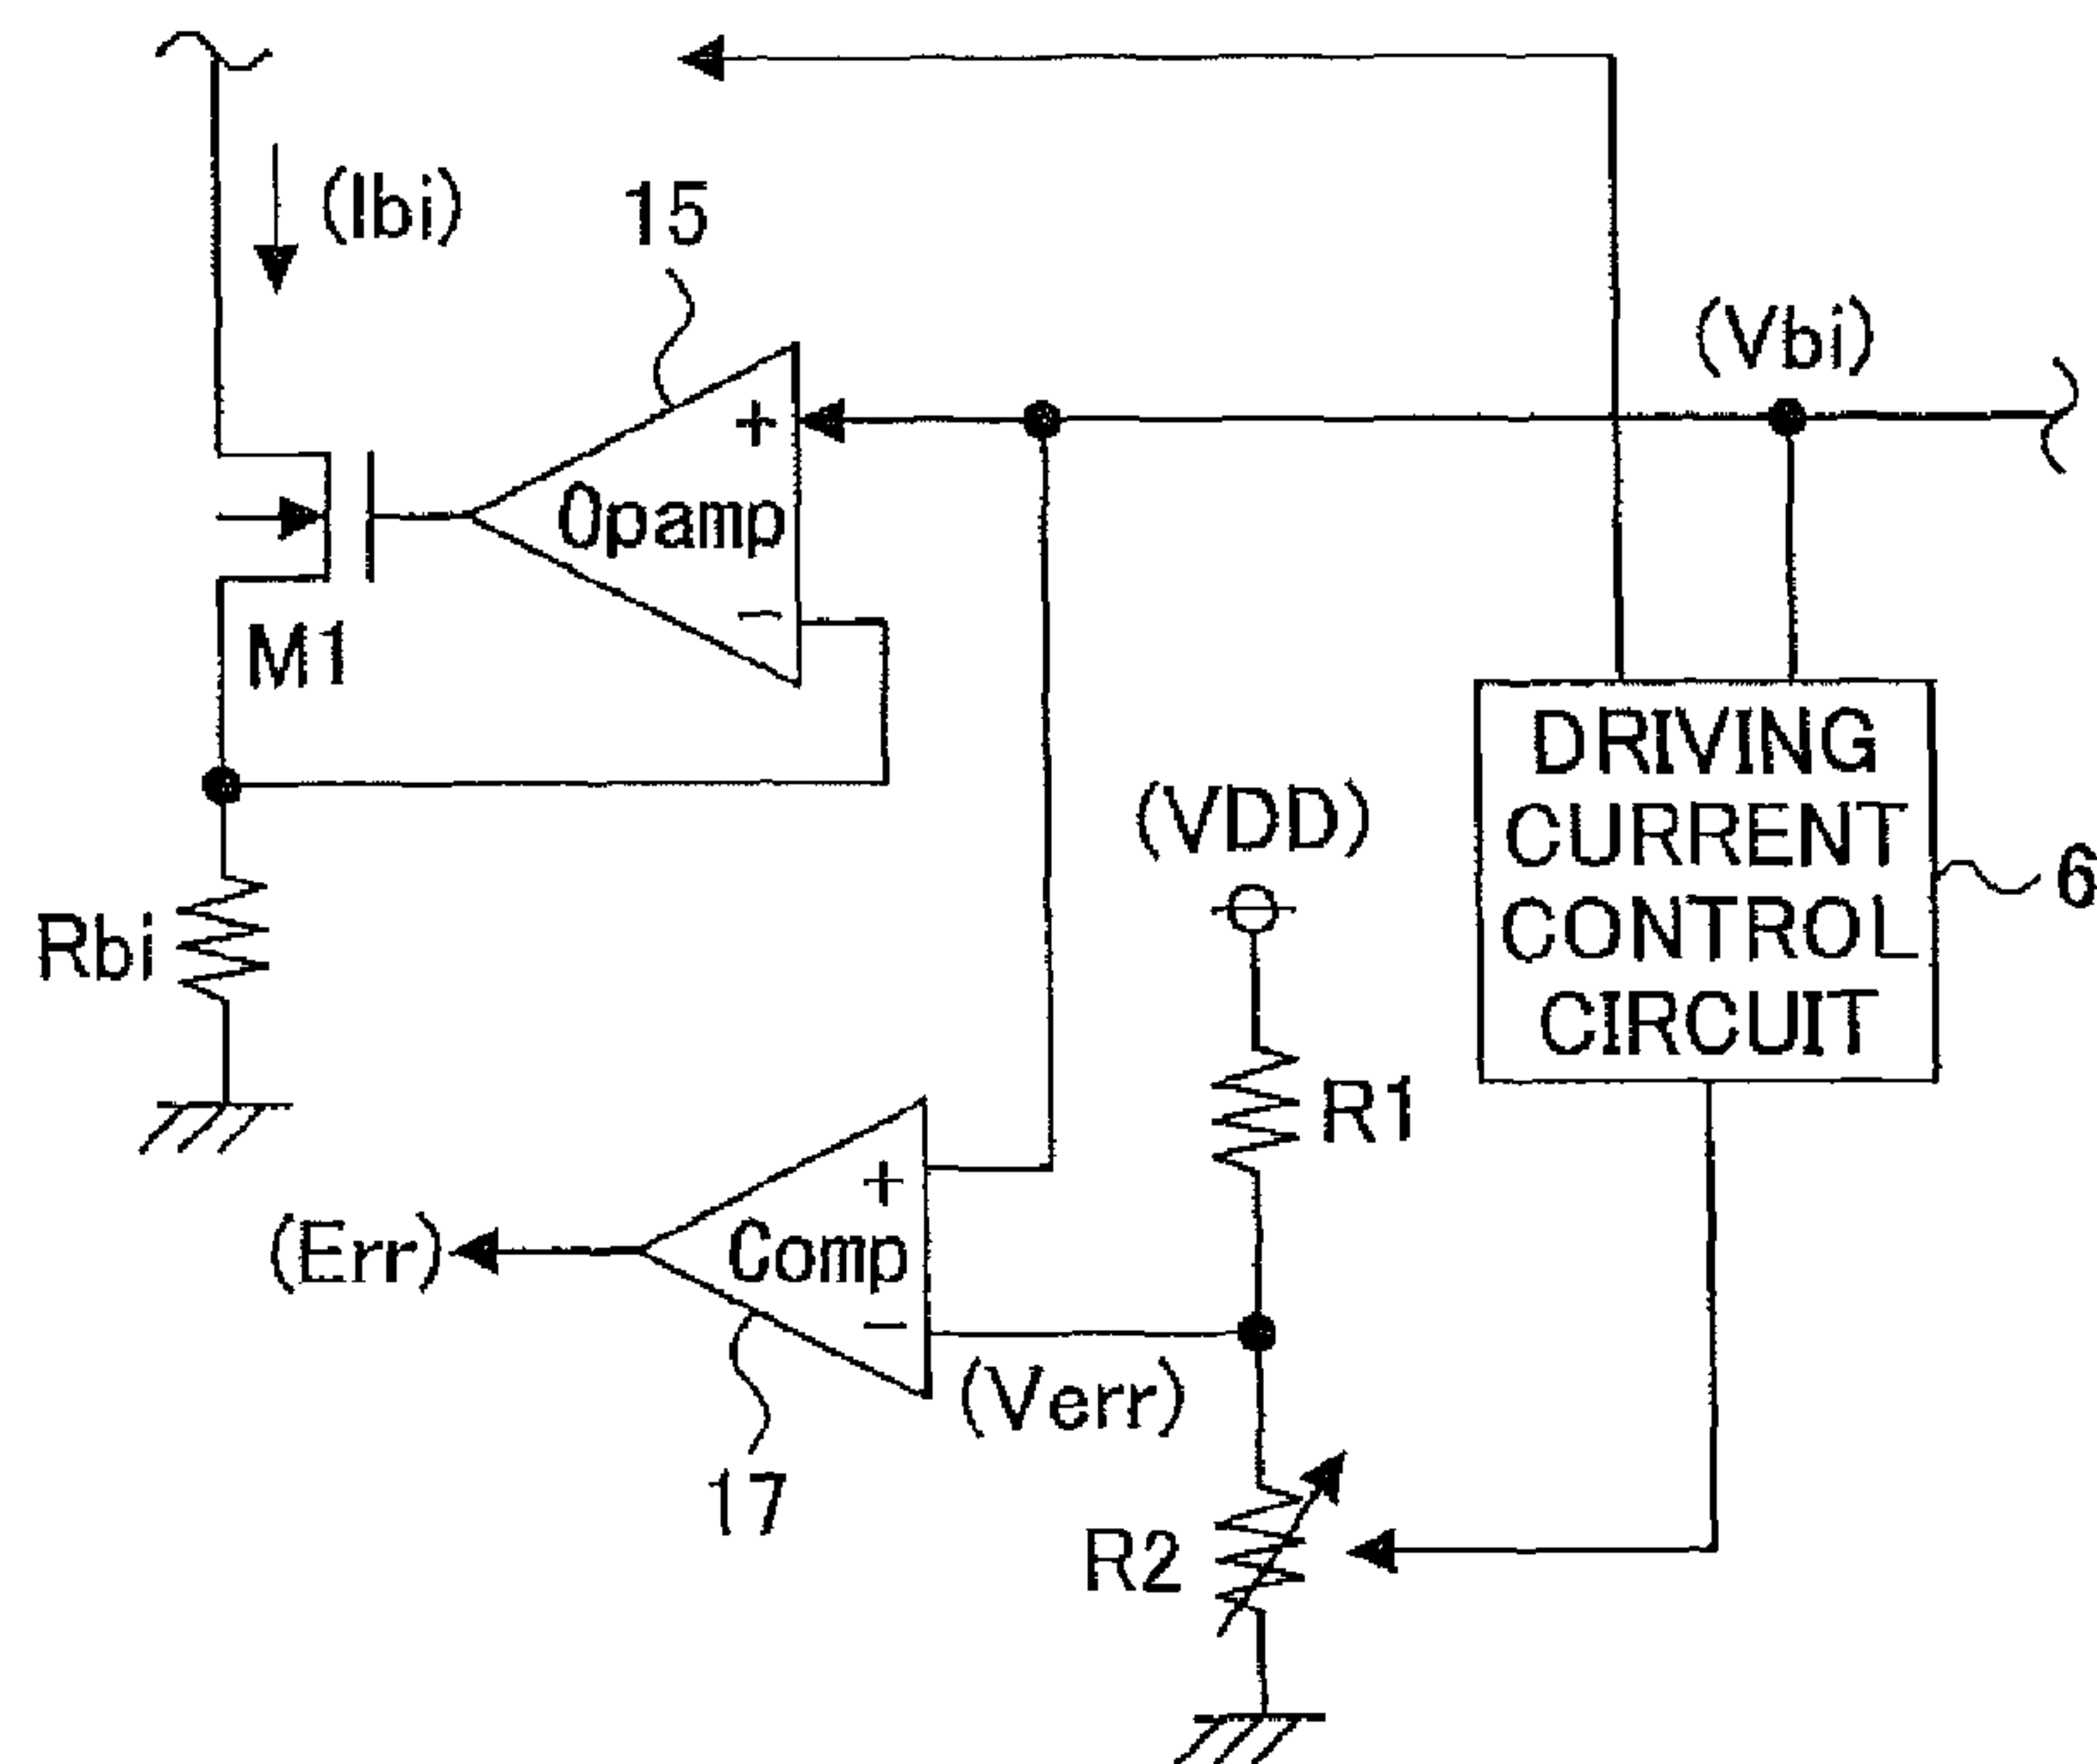 (Ibi)
15
(Vbi)
+
Opamp
−
M1
DRIVING
CURRENT
CONTROL
CIRCUIT
6
(VDD)
Rbi
R1
+
(Err)
Comp
−
(Verr)
17
R2